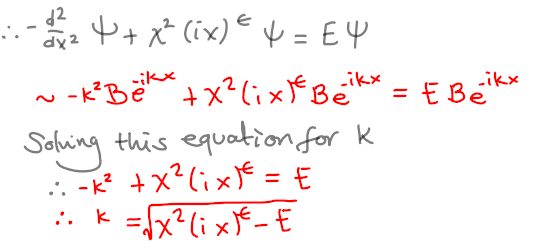 ∴ -d²/dx² Ψ + x²(ix)^ϵ Ψ = EΨ
~ -k²Be^-ikx + x²(ix)^ϵ Be^-ikx = E Be^-ikx
Solving this equation for k
∴ -k² + x²(ix)^ϵ = E
∴ k = √(x²(ix)^ϵ - E)